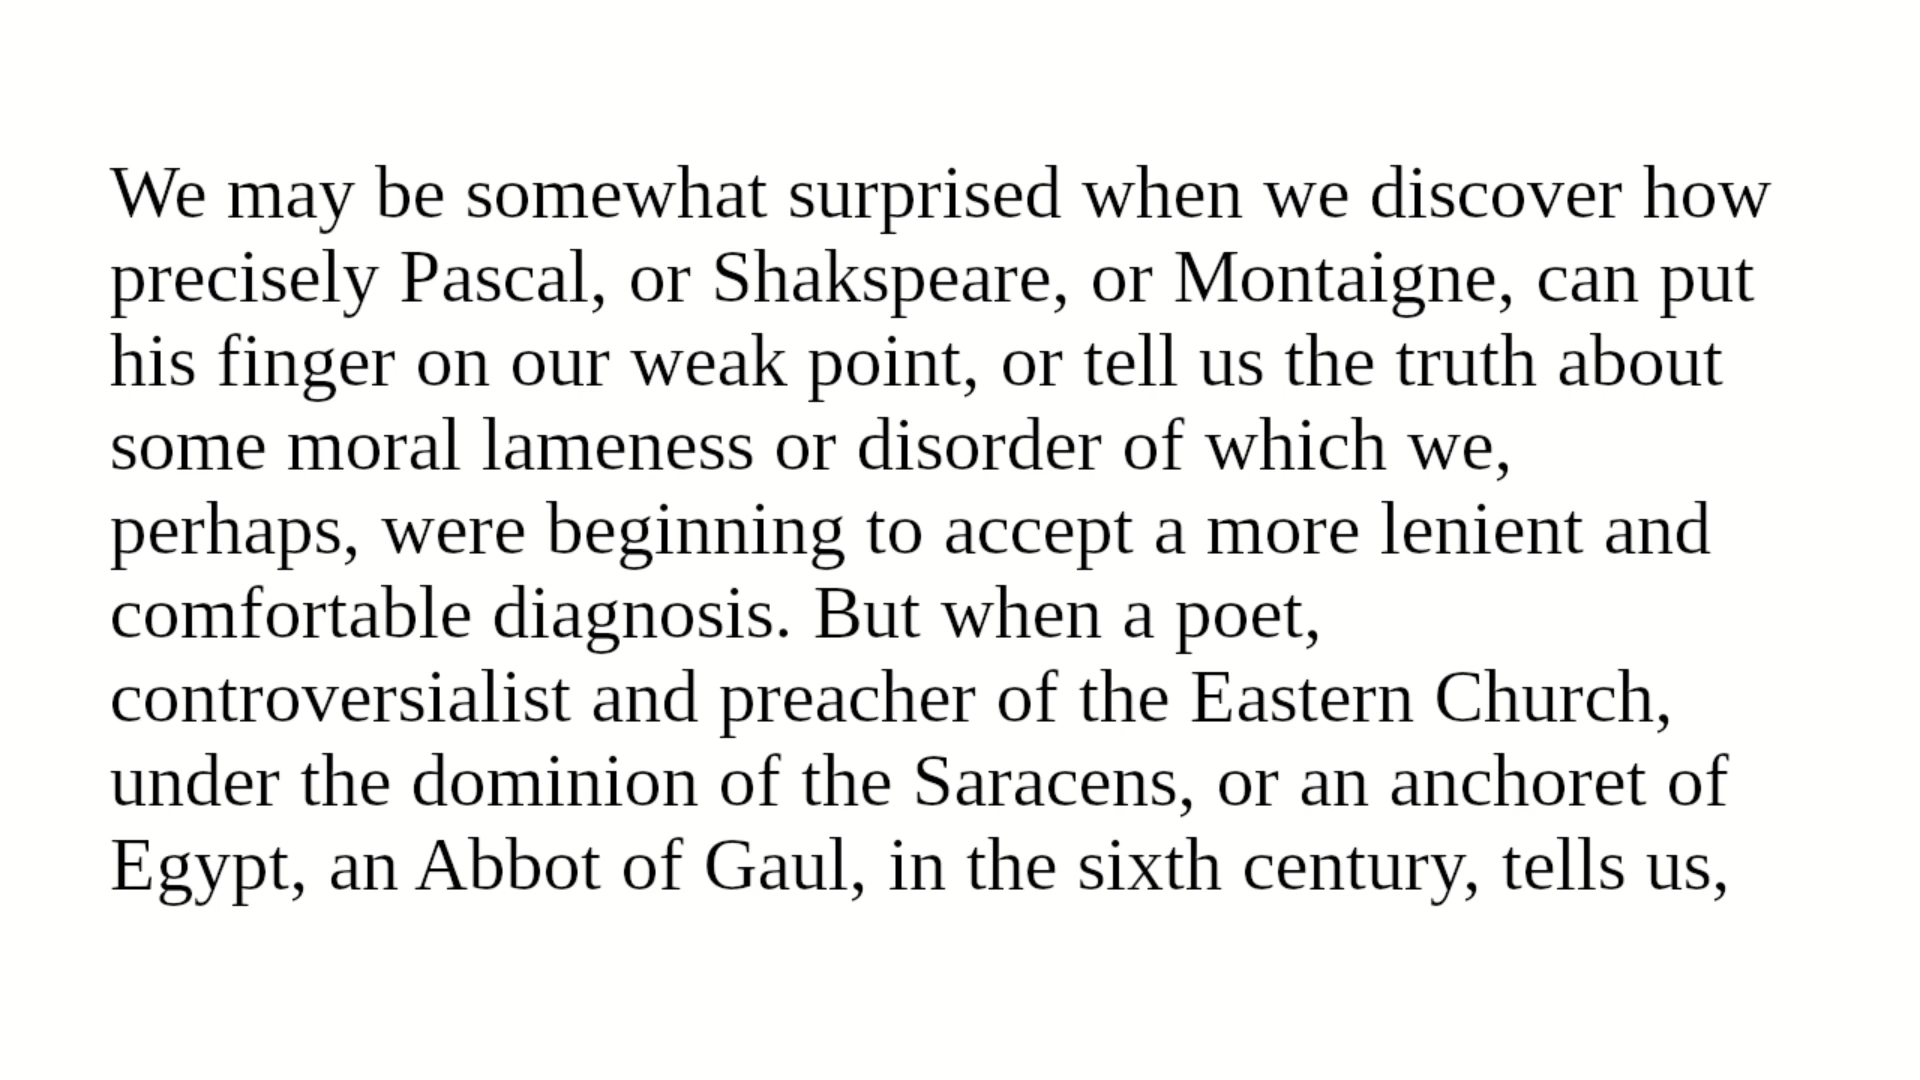 We may be somewhat surprised when we discover how
precisely Pascal, or Shakspeare, or Montaigne, can put
his finger on our weak point, or tell us the truth about
some moral lameness or disorder of which we,
perhaps, were beginning to accept a more lenient and
comfortable diagnosis. But when a poet,
controversialist and preacher of the Eastern Church,
under the dominion of the Saracens, or an anchoret of
Egypt, an Abbot of Gaul, in the sixth century, tells us,